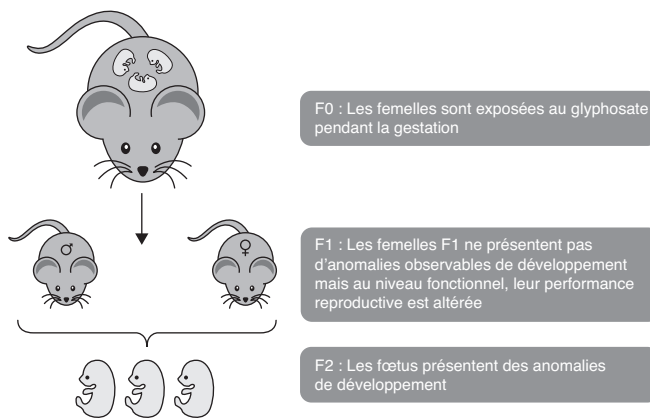 F0 : Les femelles sont exposées au glyphosate
pendant la gestation
♂
♀
F1 : Les femelles F1 ne présentent pas
d'anomalies observables de développement
mais au niveau fonctionnel, leur performance
reproductive est altérée
F2 : Les fœtus présentent des anomalies
de développement